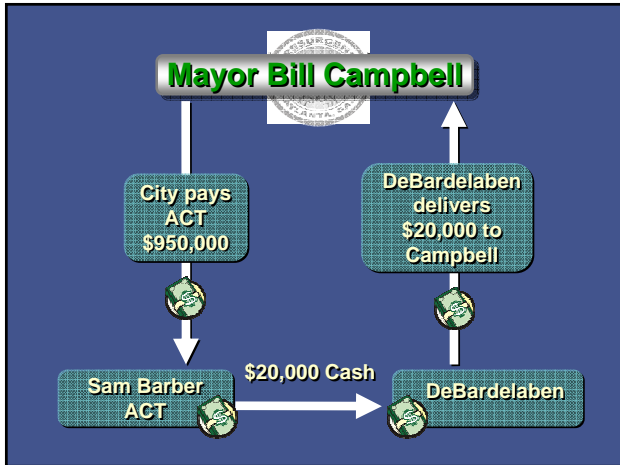 Mayor Bill Campbell
City pays
ACT
$950,000
DeBardelaben
delivers
$20,000 to
Campbell
Sam Barber
ACT
$20,000 Cash
DeBardelaben